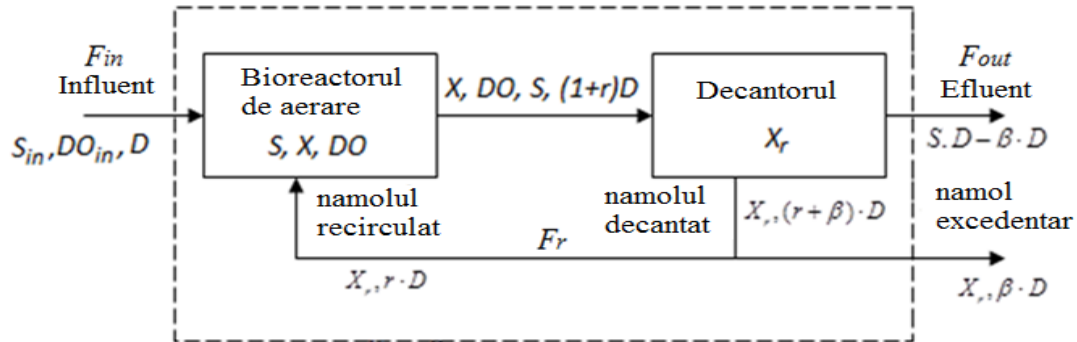 Fin
Influent
Sin, DOin, D
Bioreactorul
de aerare
S, X, DO
X, DO, S, (1+r)D
Decantorul
Xr
Fout
Efluent
S.D − β · D
namolul
recirculat
Fr
Xr, r · D
namolul
decantat
Xr, (r + β) · D
namol
excedentar
Xr, β · D